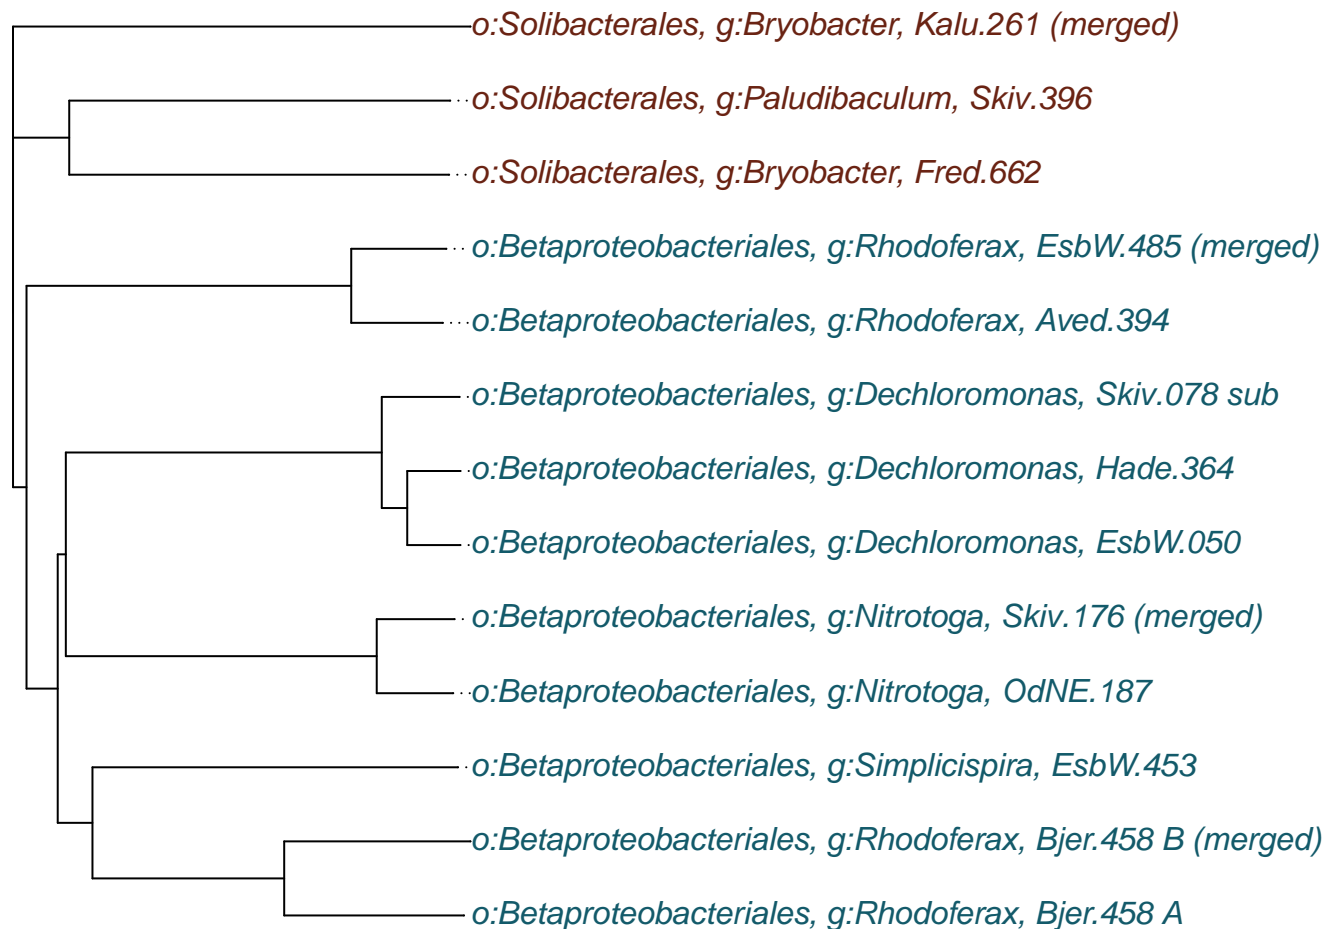 o:Solibacterales, g:Bryobacter, Kalu.261 (merged)
o:Solibacterales, g:Paludibaculum, Skiv.396
o:Solibacterales, g:Bryobacter, Fred.662
o:Betaproteobacteriales, g:Rhodoferax, EsbW.485 (merged)
o:Betaproteobacteriales, g:Rhodoferax, Aved.394
o:Betaproteobacteriales, g:Dechloromonas, Skiv.078 sub
o:Betaproteobacteriales, g:Dechloromonas, Hade.364
o:Betaproteobacteriales, g:Dechloromonas, EsbW.050
o:Betaproteobacteriales, g:Nitrotoga, Skiv.176 (merged)
o:Betaproteobacteriales, g:Nitrotoga, OdNE.187
o:Betaproteobacteriales, g:Simplicispira, EsbW.453
o:Betaproteobacteriales, g:Rhodoferax, Bjer.458 B (merged)
o:Betaproteobacteriales, g:Rhodoferax, Bjer.458 A